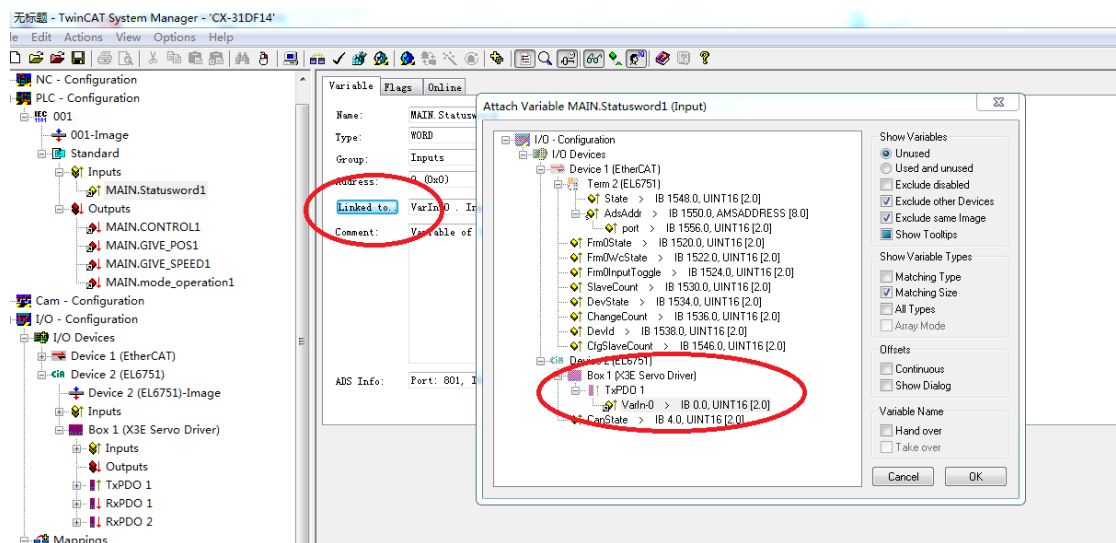 无标题 - TwinCAT System Manager - 'CX-31DF14'
Edit Actions View Options Help
NC - Configuration
PLC - Configuration
001
001-Image
Standard
Inputs
MAIN.Statusword1
Outputs
MAIN.CONTROL1
MAIN.GIVE_POS1
MAIN.GIVE_SPEED1
MAIN.mode_operation1
Cam - Configuration
I/O - Configuration
I/O Devices
Device 1 (EtherCAT)
Device 2 (EL6751)
Device 2 (EL6751)-Image
Inputs
Box 1 (X3E Servo Driver)
Inputs
Outputs
TxPDO 1
RxPDO 1
RxPDO 2
Mappings
Variable Flags Online
Name: MAIN.Statusw
Type: WORD
Group: Inputs
Address: 0 (0x0)
Linked to..
Comment: Variable of
ADS Info: Port: 801, I
Attach Variable MAIN.Statusword1 (Input)
I/O - Configuration
I/O Devices
Device 1 (EtherCAT)
Term 2 (EL6751)
State > IB 1548.0, UINT16 [2.0]
AdsAddr > IB 1550.0, AMSADDRESS [8.0]
port > IB 1556.0, UINT16 [2.0]
Frm0State > IB 1520.0, UINT16 [2.0]
Frm0WcState > IB 1522.0, UINT16 [2.0]
Frm0InputToggle > IB 1524.0, UINT16 [2.0]
SlaveCount > IB 1530.0, UINT16 [2.0]
DevState > IB 1534.0, UINT16 [2.0]
ChangeCount > IB 1536.0, UINT16 [2.0]
DevId > IB 1538.0, UINT16 [2.0]
CfgSlaveCount > IB 1546.0, UINT16 [2.0]
Device 2 (EL6751)
Box 1 (X3E Servo Driver)
TxPDO 1
VarIn-0 > IB 0.0, UINT16 [2.0]
CanState > IB 4.0, UINT16 [2.0]
Show Variables
Unused
Used and unused
Exclude disabled
Exclude other Devices
Exclude same Image
Show Tooltips
Show Variable Types
Matching Type
Matching Size
All Types
Array Mode
Offsets
Continuous
Show Dialog
Variable Name
Hand over
Take over
Cancel OK